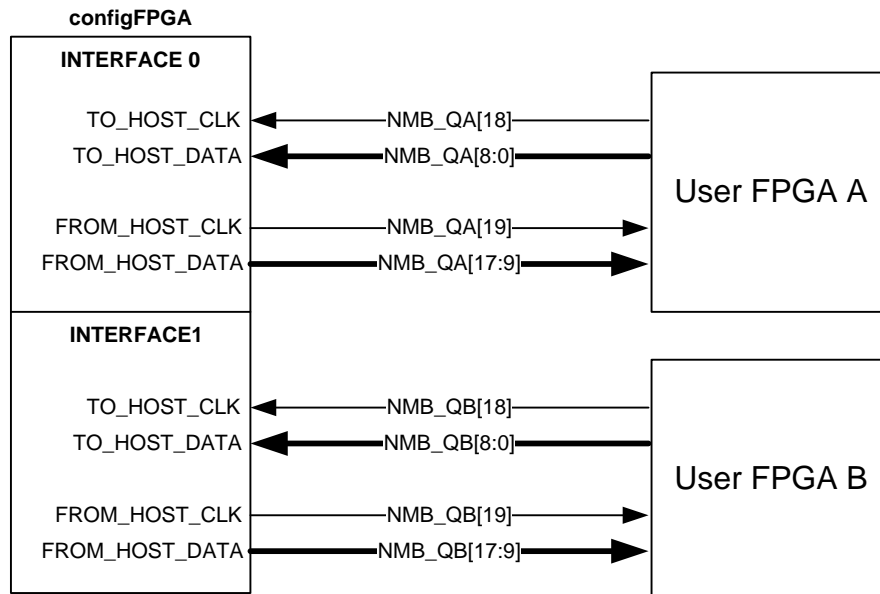 configFPGA
INTERFACE 0
TO_HOST_CLK
NMB_QA[18]
TO_HOST_DATA
NMB_QA[8:0]
User FPGA A
FROM_HOST_CLK
NMB_QA[19]
FROM_HOST_DATA
NMB_QA[17:9]
INTERFACE1
TO_HOST_CLK
NMB_QB[18]
TO_HOST_DATA
NMB_QB[8:0]
User FPGA B
FROM_HOST_CLK
NMB_QB[19]
FROM_HOST_DATA
NMB_QB[17:9]